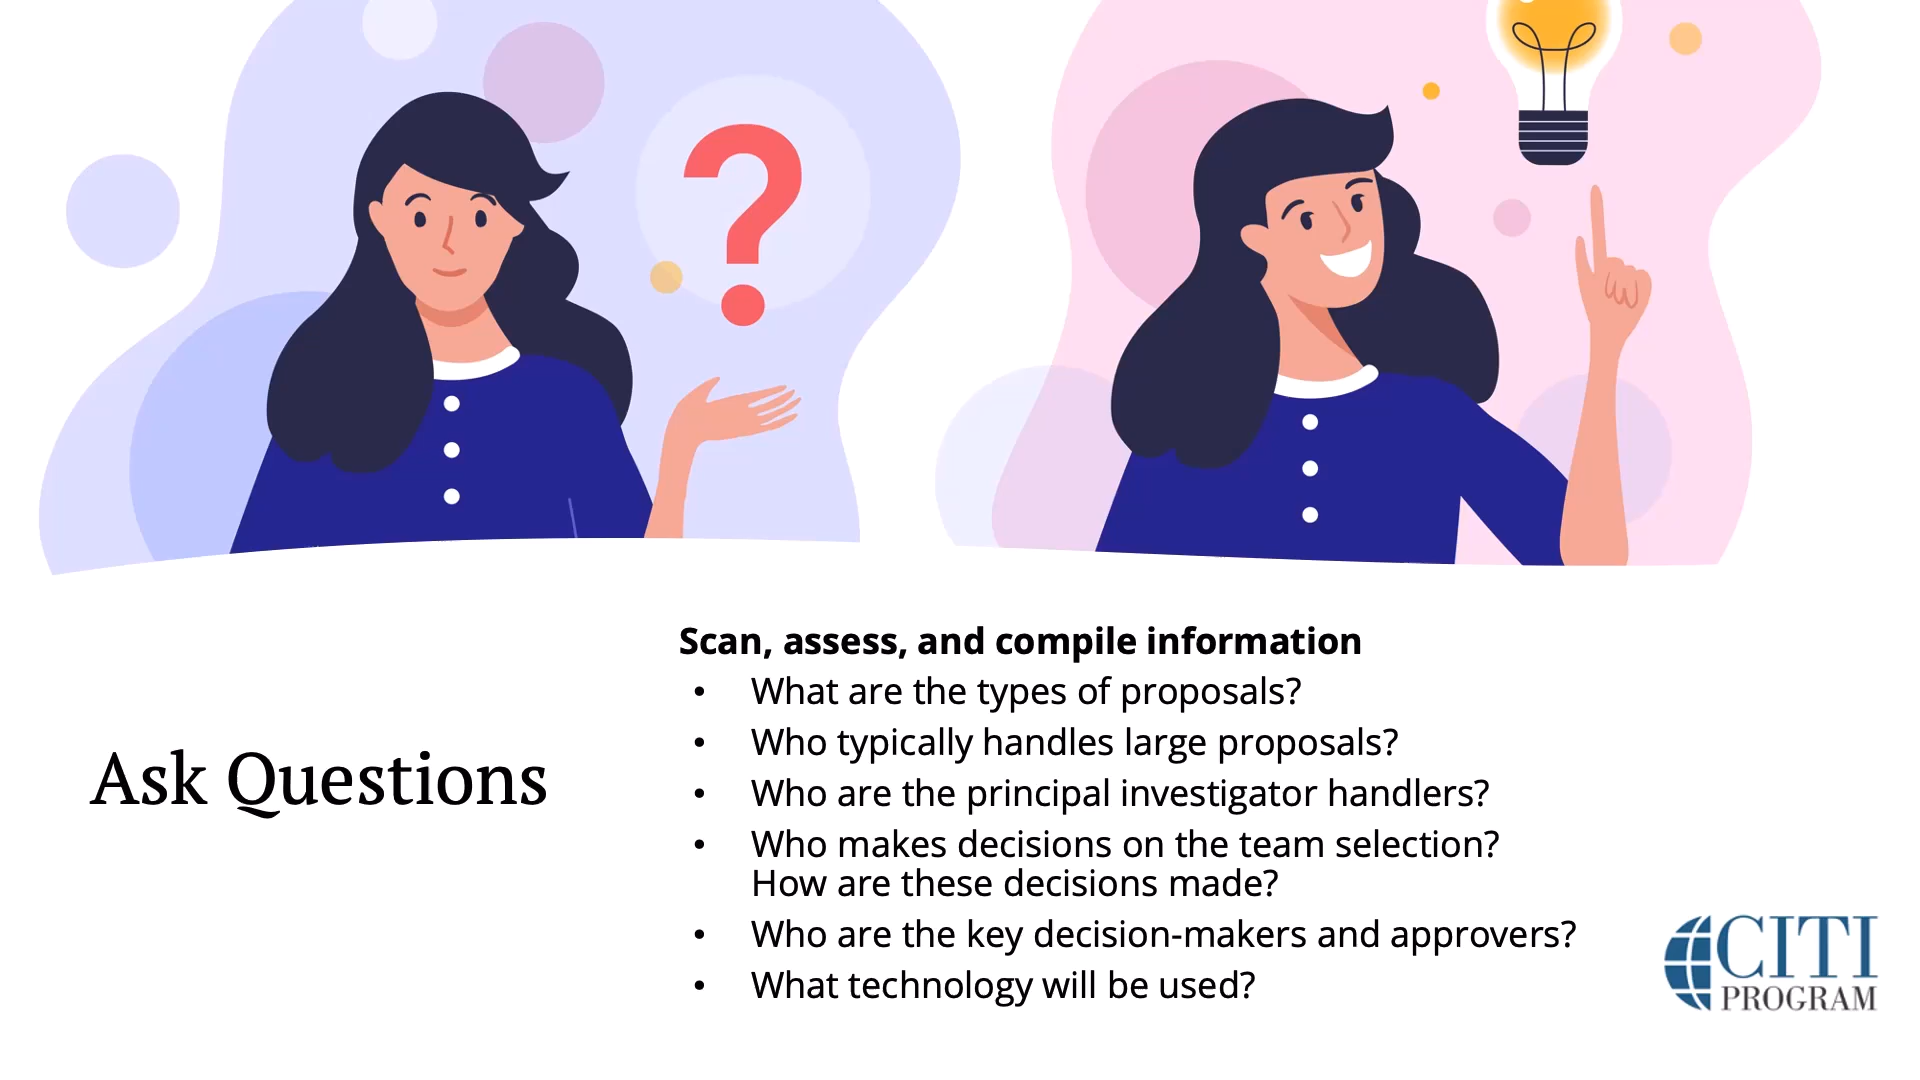 ?
Ask Questions
Scan, assess, and compile information
• What are the types of proposals?
• Who typically handles large proposals?
• Who are the principal investigator handlers?
• Who makes decisions on the team selection?
How are these decisions made?
• Who are the key decision-makers and approvers?
• What technology will be used?
CITI
PROGRAM